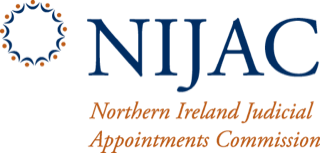 NIJAC
Northern Ireland Judicial
Appointments Commission